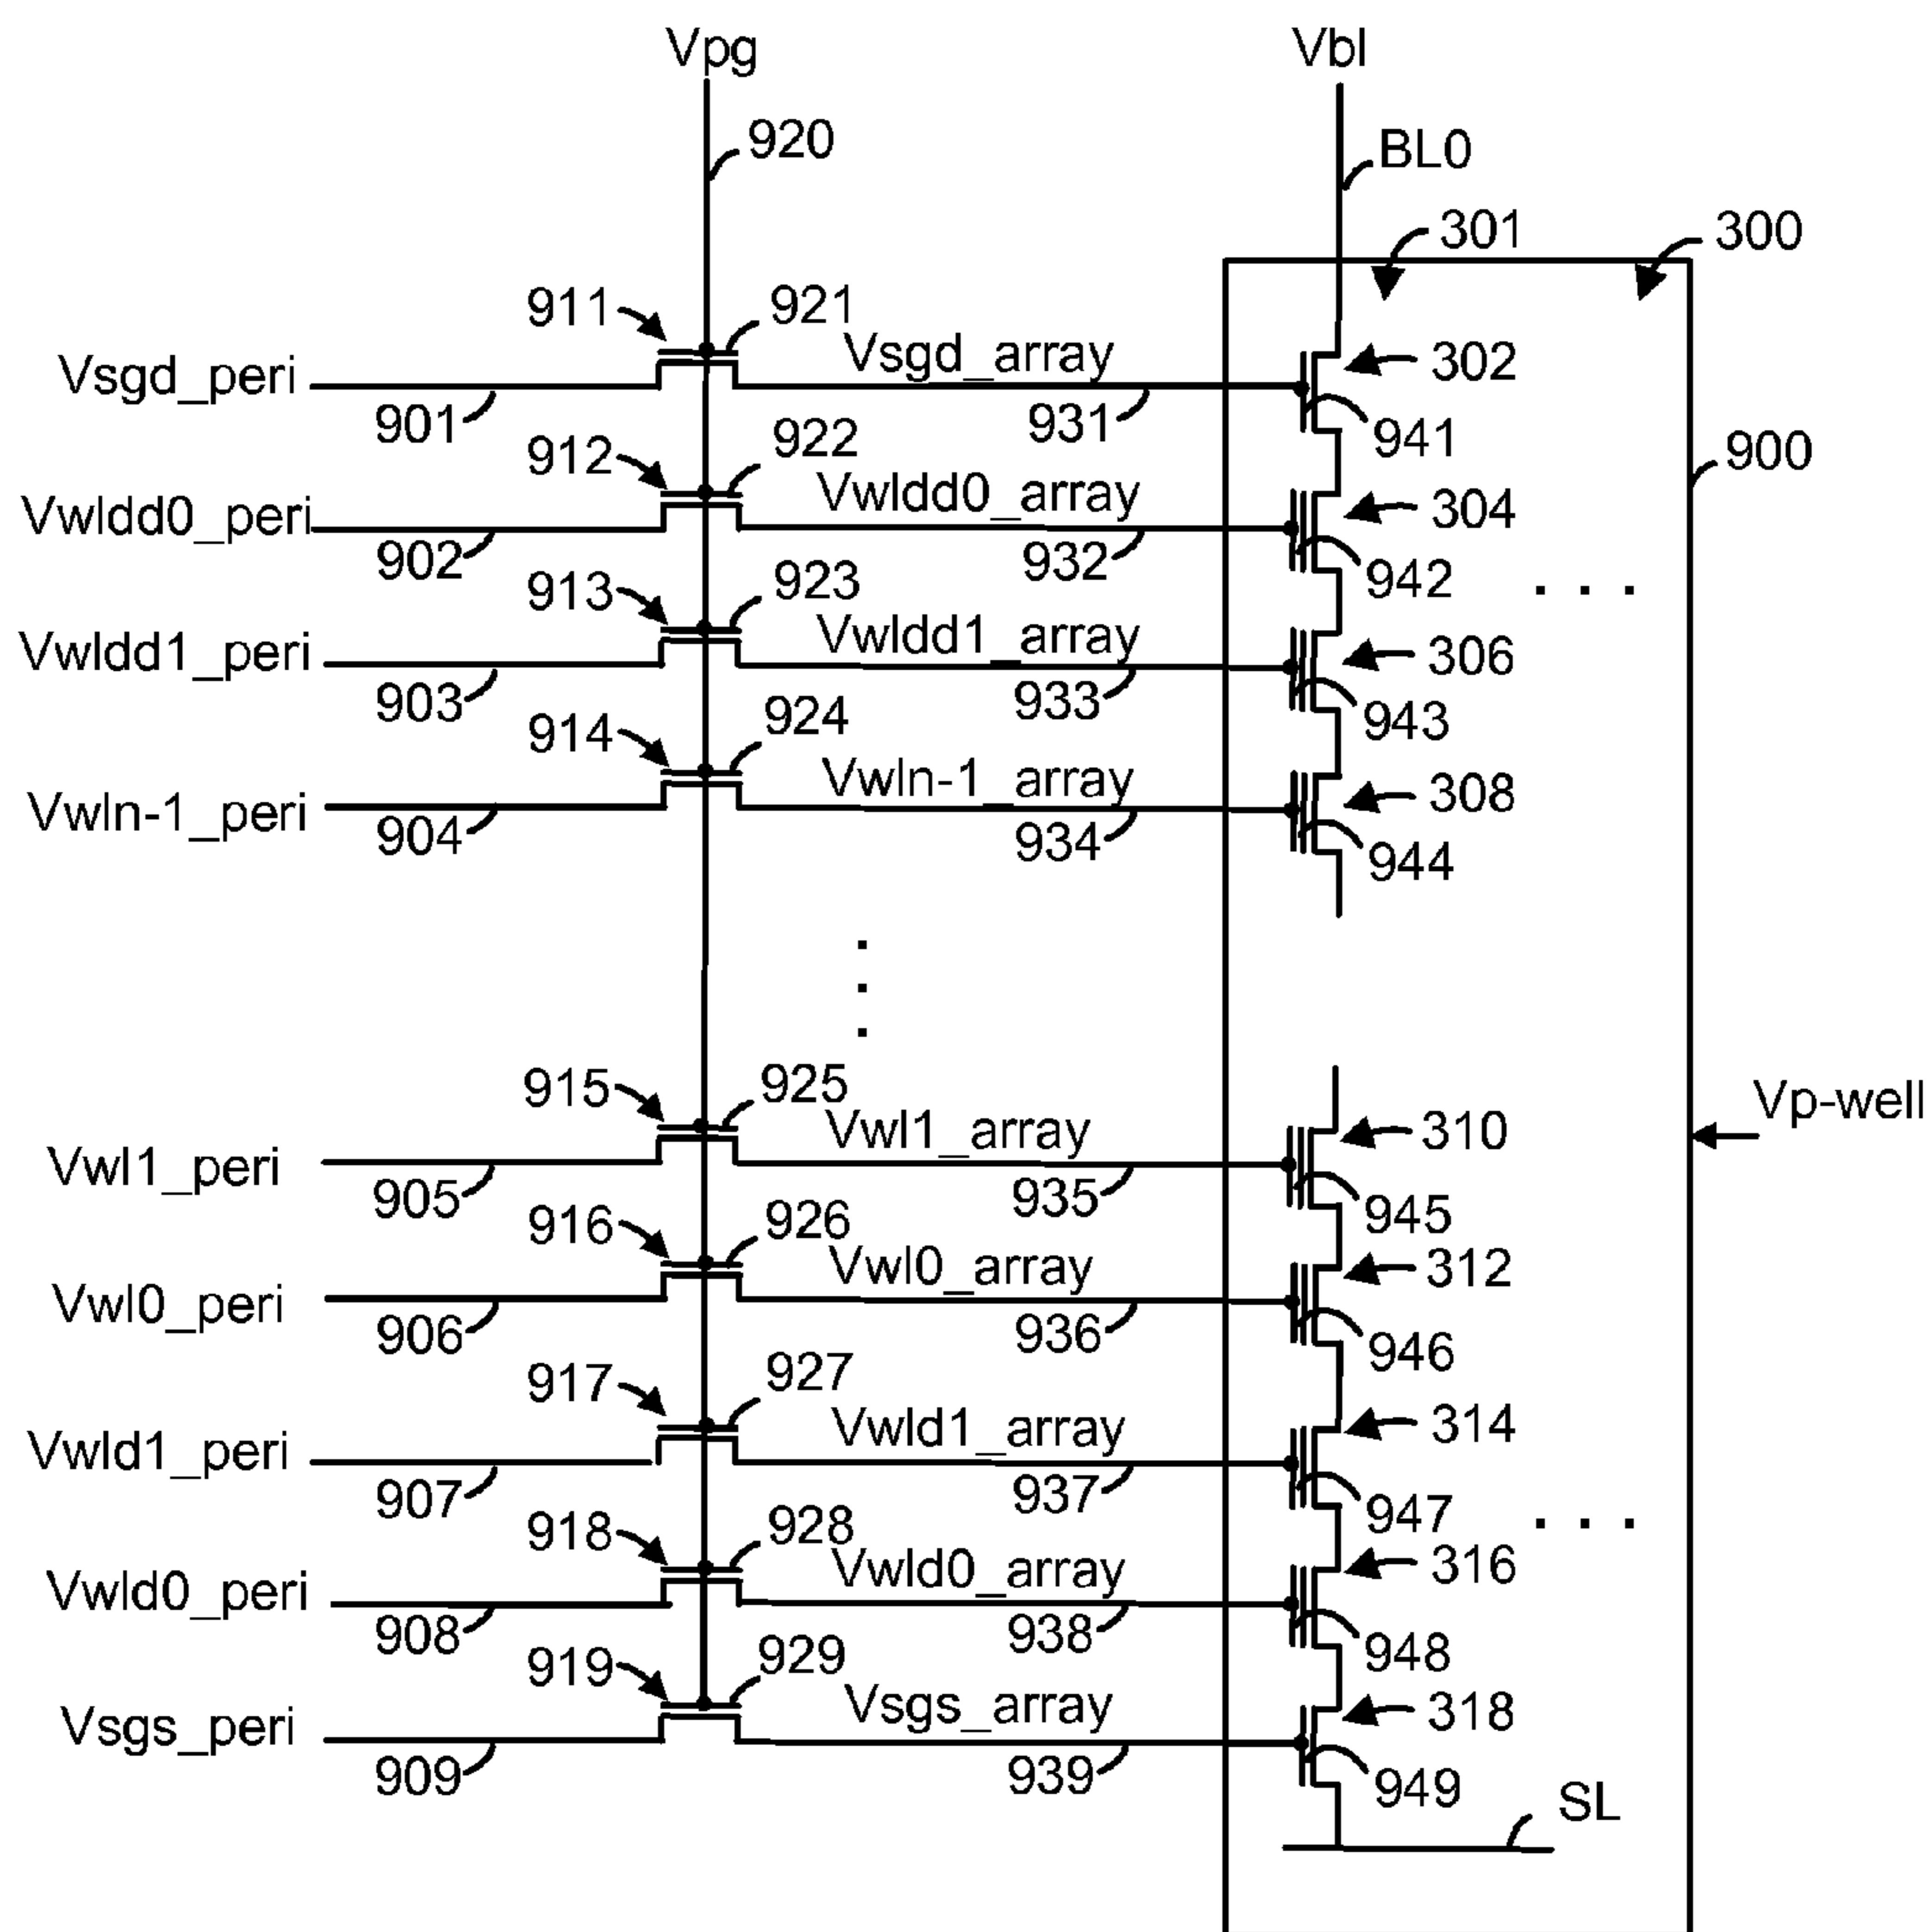 Vpg
Vbl
920
BL0
301
300
911
921
Vsgd_array
302
Vsgd_peri
901
931
941
912
922
Vwldd0_array
304
900
Vwldd0_peri
902
932
942
. . .
913
923
Vwldd1_array
306
Vwldd1_peri
903
933
943
914
924
Vwln-1_array
308
Vwln-1_peri
904
934
944
915
925
Vwl1_array
310
Vp-well
Vwl1_peri
905
935
945
916
926
Vwl0_array
312
Vwl0_peri
906
936
946
917
927
Vwld1_array
314
Vwld1_peri
907
937
947
. . .
918
928
Vwld0_array
316
Vwld0_peri
908
938
948
919
929
Vsgs_array
318
Vsgs_peri
909
939
949
SL